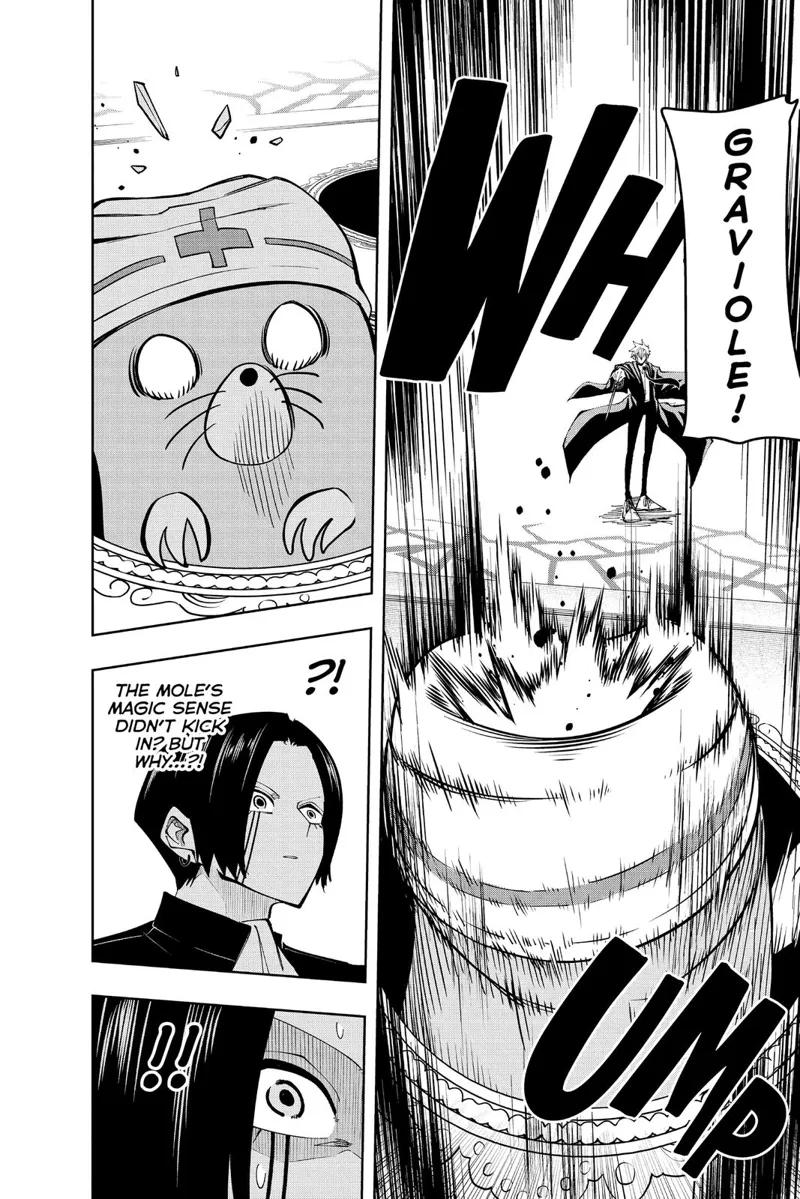 GRAVIOLE!
WH
UMP
?!
THE MOLE'S
MAGIC SENSE
DIDN'T KICK
IN? BUT
WHY...?!
!!